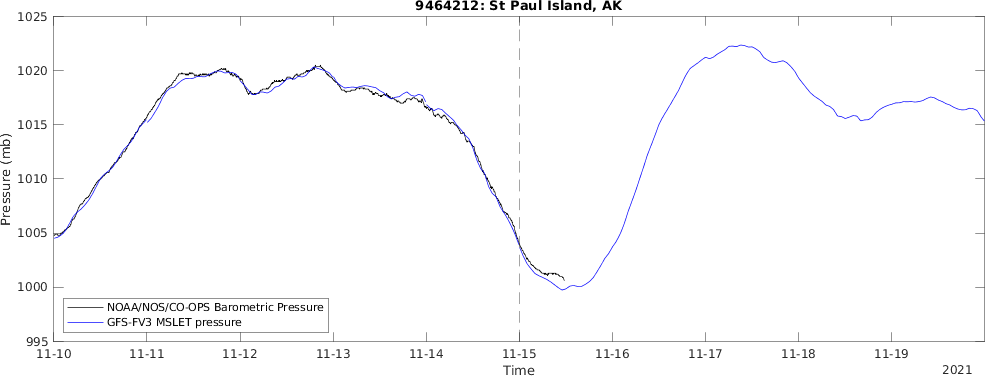 9464212: St Paul Island, AK
1025
1020
1015
1010
1005
1000
995
Pressure (mb)
NOAA/NOS/CO-OPS Barometric Pressure
GFS-FV3 MSLET pressure
11-10 11-11 11-12 11-13 11-14 11-15 11-16 11-17 11-18 11-19
Time
2021